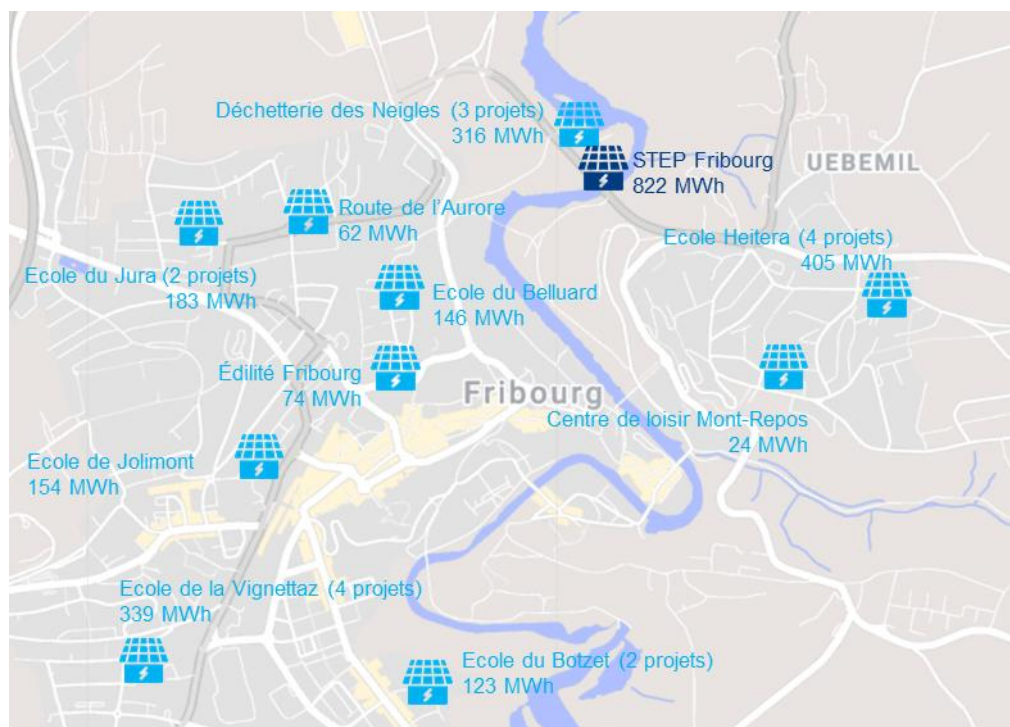 Déchetterie des Neigles (3 projets)
316 MWh
STEP Fribourg
822 MWh
UEBEMIL
Route de l'Aurore
62 MWh
Ecole Heitera (4 projets)
405 MWh
Ecole du Jura (2 projets)
183 MWh
Ecole du Belluard
146 MWh
Édilité Fribourg
74 MWh
Fribourg
Centre de loisir Mont-Repos
24 MWh
Ecole de Jolimont
154 MWh
Ecole de la Vignettaz (4 projets)
339 MWh
Ecole du Botzet (2 projets)
123 MWh